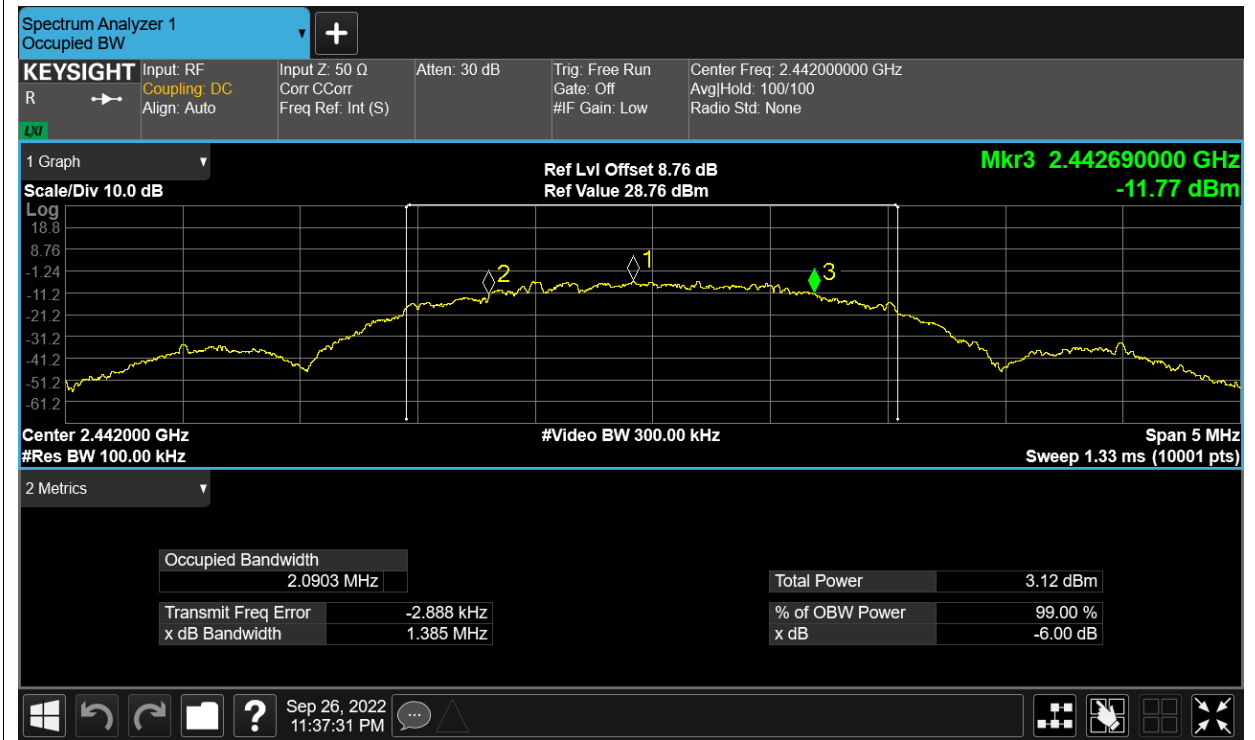 Spectrum Analyzer 1
Occupied BW
KEYSIGHT
R
LXI
Input: RF
Coupling: DC
Align: Auto
Input Z: 50 Ω
Corr CCorr
Freq Ref: Int (S)
Atten: 30 dB
Trig: Free Run
Gate: Off
#IF Gain: Low
Center Freq: 2.442000000 GHz
Avg|Hold: 100/100
Radio Std: None
1 Graph
Scale/Div 10.0 dB
Ref Lvl Offset 8.76 dB
Ref Value 28.76 dBm
Mkr3 2.442690000 GHz
-11.77 dBm
Log
18.8
8.76
-1.24
-11.2
-21.2
-31.2
-41.2
-51.2
-61.2
2
1
3
Center 2.442000 GHz
#Res BW 100.00 kHz
#Video BW 300.00 kHz
Span 5 MHz
Sweep 1.33 ms (10001 pts)
2 Metrics
Occupied Bandwidth
2.0903 MHz
Transmit Freq Error -2.888 kHz
x dB Bandwidth 1.385 MHz
Total Power 3.12 dBm
% of OBW Power 99.00 %
x dB -6.00 dB
?
Sep 26, 2022
11:37:31 PM